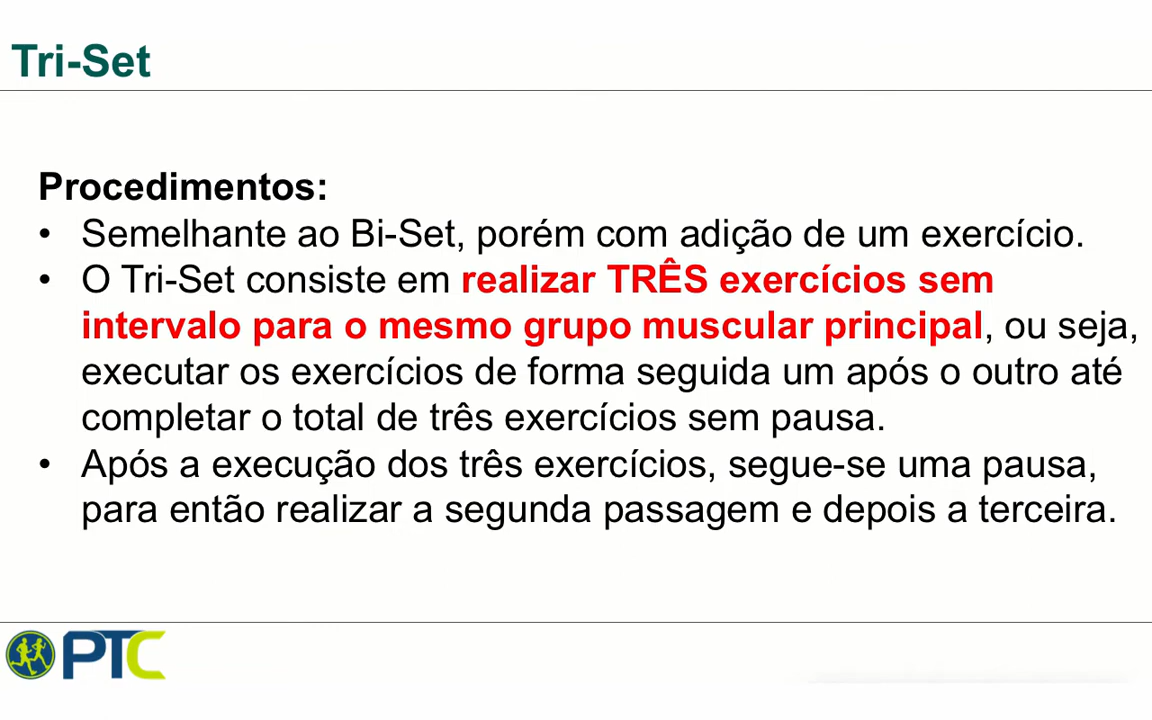 Tri-Set
Procedimentos:
• Semelhante ao Bi-Set, porém com adição de um exercício.
• O Tri-Set consiste em realizar TRÊS exercícios sem
intervalo para o mesmo grupo muscular principal, ou seja,
executar os exercícios de forma seguida um após o outro até
completar o total de três exercícios sem pausa.
• Após a execução dos três exercícios, segue-se uma pausa,
para então realizar a segunda passagem e depois a terceira.
PTC